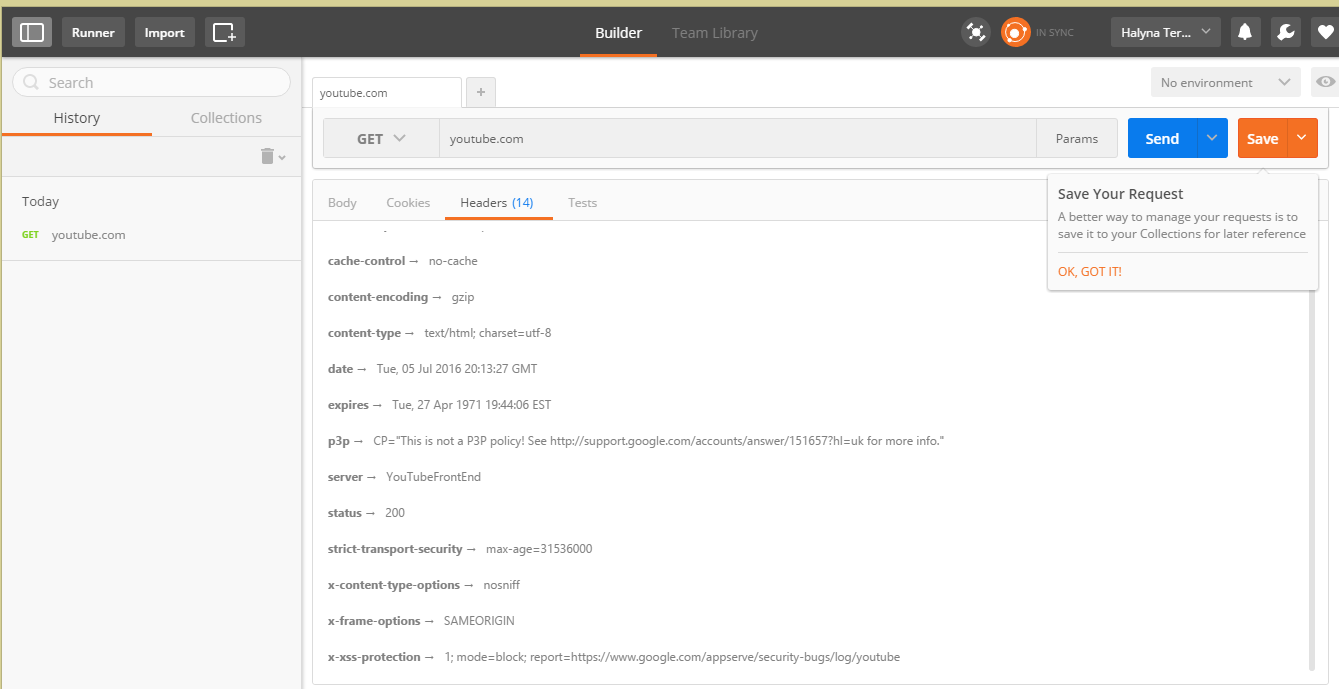 Runner
Import
Builder
Team Library
IN SYNC
Halyna Ter...
Search
History
Collections
Today
GET youtube.com
youtube.com
+
No environment
GET
youtube.com
Params
Send
Save
Save Your Request
A better way to manage your requests is to
save it to your Collections for later reference
OK, GOT IT!
Body
Cookies
Headers (14)
Tests
cache-control → no-cache
content-encoding → gzip
content-type → text/html; charset=utf-8
date → Tue, 05 Jul 2016 20:13:27 GMT
expires → Tue, 27 Apr 1971 19:44:06 EST
p3p → CP="This is not a P3P policy! See http://support.google.com/accounts/answer/151657?hl=uk for more info."
server → YouTubeFrontEnd
status → 200
strict-transport-security → max-age=31536000
x-content-type-options → nosniff
x-frame-options → SAMEORIGIN
x-xss-protection → 1; mode=block; report=https://www.google.com/appserve/security-bugs/log/youtube